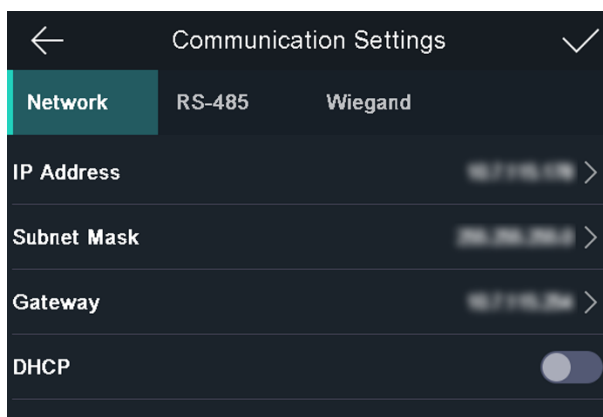 Communication Settings
Network RS-485 Wiegand
IP Address
Subnet Mask
Gateway
DHCP